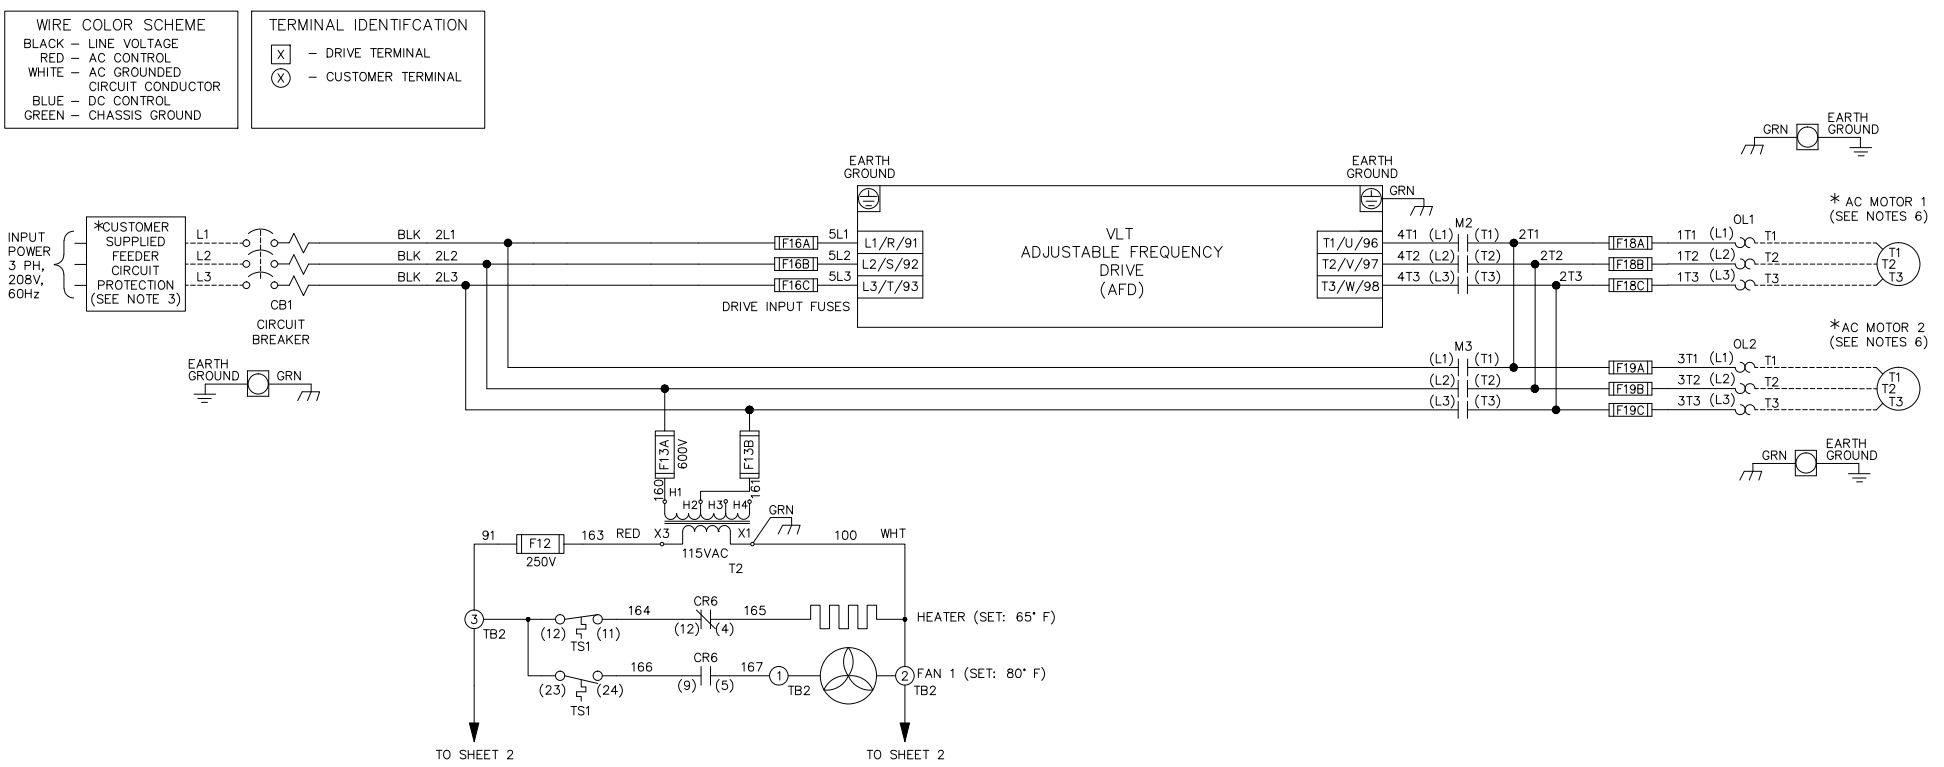 WIRE COLOR SCHEME
BLACK – LINE VOLTAGE
RED – AC CONTROL
WHITE – AC GROUNDED
CIRCUIT CONDUCTOR
BLUE – DC CONTROL
GREEN – CHASSIS GROUND
TERMINAL IDENTIFCATION
X – DRIVE TERMINAL
X – CUSTOMER TERMINAL
INPUT
POWER
3 PH,
208V,
60Hz
*CUSTOMER
SUPPLIED
FEEDER
CIRCUIT
PROTECTION
(SEE NOTE 3)
L1
L2
L3
CB1
CIRCUIT
BREAKER
BLK 2L1
BLK 2L2
BLK 2L3
EARTH
GROUND
GRN
F16A
F16B
F16C
5L1
5L2
5L3
DRIVE INPUT FUSES
EARTH
GROUND
L1/R/91
L2/S/92
L3/T/93
VLT
ADJUSTABLE FREQUENCY
DRIVE
(AFD)
EARTH
GROUND
GRN
T1/U/96
T2/V/97
T3/W/98
M2
4T1 (L1) (T1) 2T1
4T2 (L2) (T2) 2T2
4T3 (L3) (T3) 2T3
F18A
F18B
F18C
OL1
1T1 (L1) T1
1T2 (L2) T2
1T3 (L3) T3
GRN
EARTH
GROUND
* AC MOTOR 1
(SEE NOTES 6)
T1
T2
T3
M3
(L1) (T1)
(L2) (T2)
(L3) (T3)
F19A
F19B
F19C
OL2
3T1 (L1) T1
3T2 (L2) T2
3T3 (L3) T3
*AC MOTOR 2
(SEE NOTES 6)
T1
T2
T3
GRN
EARTH
GROUND
F13A
600V
F13B
160
161
H1
H2
H3
H4
GRN
91
F12
250V
163
RED
X3
X1
115VAC
T2
100
WHT
3
TB2
(12)
(11)
TS1
164
CR6
(12)
(4)
165
HEATER (SET: 65° F)
(23)
(24)
TS1
166
CR6
(9)
(5)
167
1
TB2
2
TB2
FAN 1 (SET: 80° F)
TO SHEET 2
TO SHEET 2